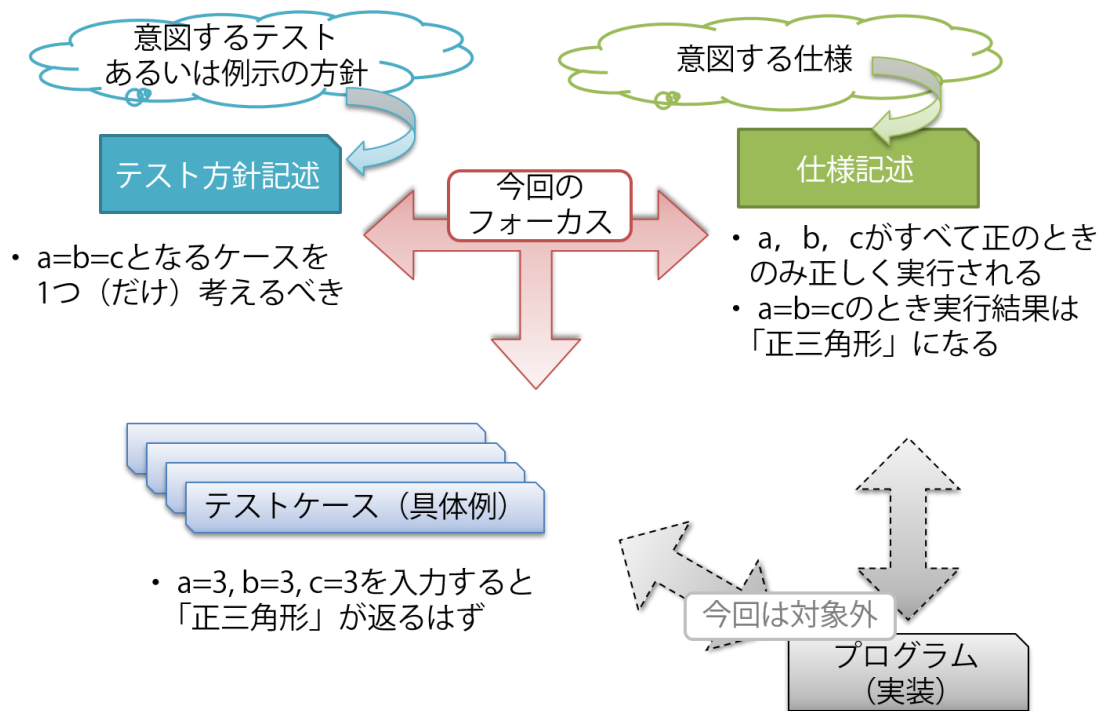 意図するテスト
あるいは例示の方針
意図する仕様
テスト方針記述
今回の
フォーカス
仕様記述
・ a=b=cとなるケースを
1つ（だけ）考えるべき
・ a，b，cがすべて正のとき
のみ正しく実行される
・ a=b=cのとき実行結果は
「正三角形」になる
テストケース（具体例）
・ a=3, b=3, c=3を入力すると
「正三角形」が返るはず
今回は対象外
プログラム
（実装）